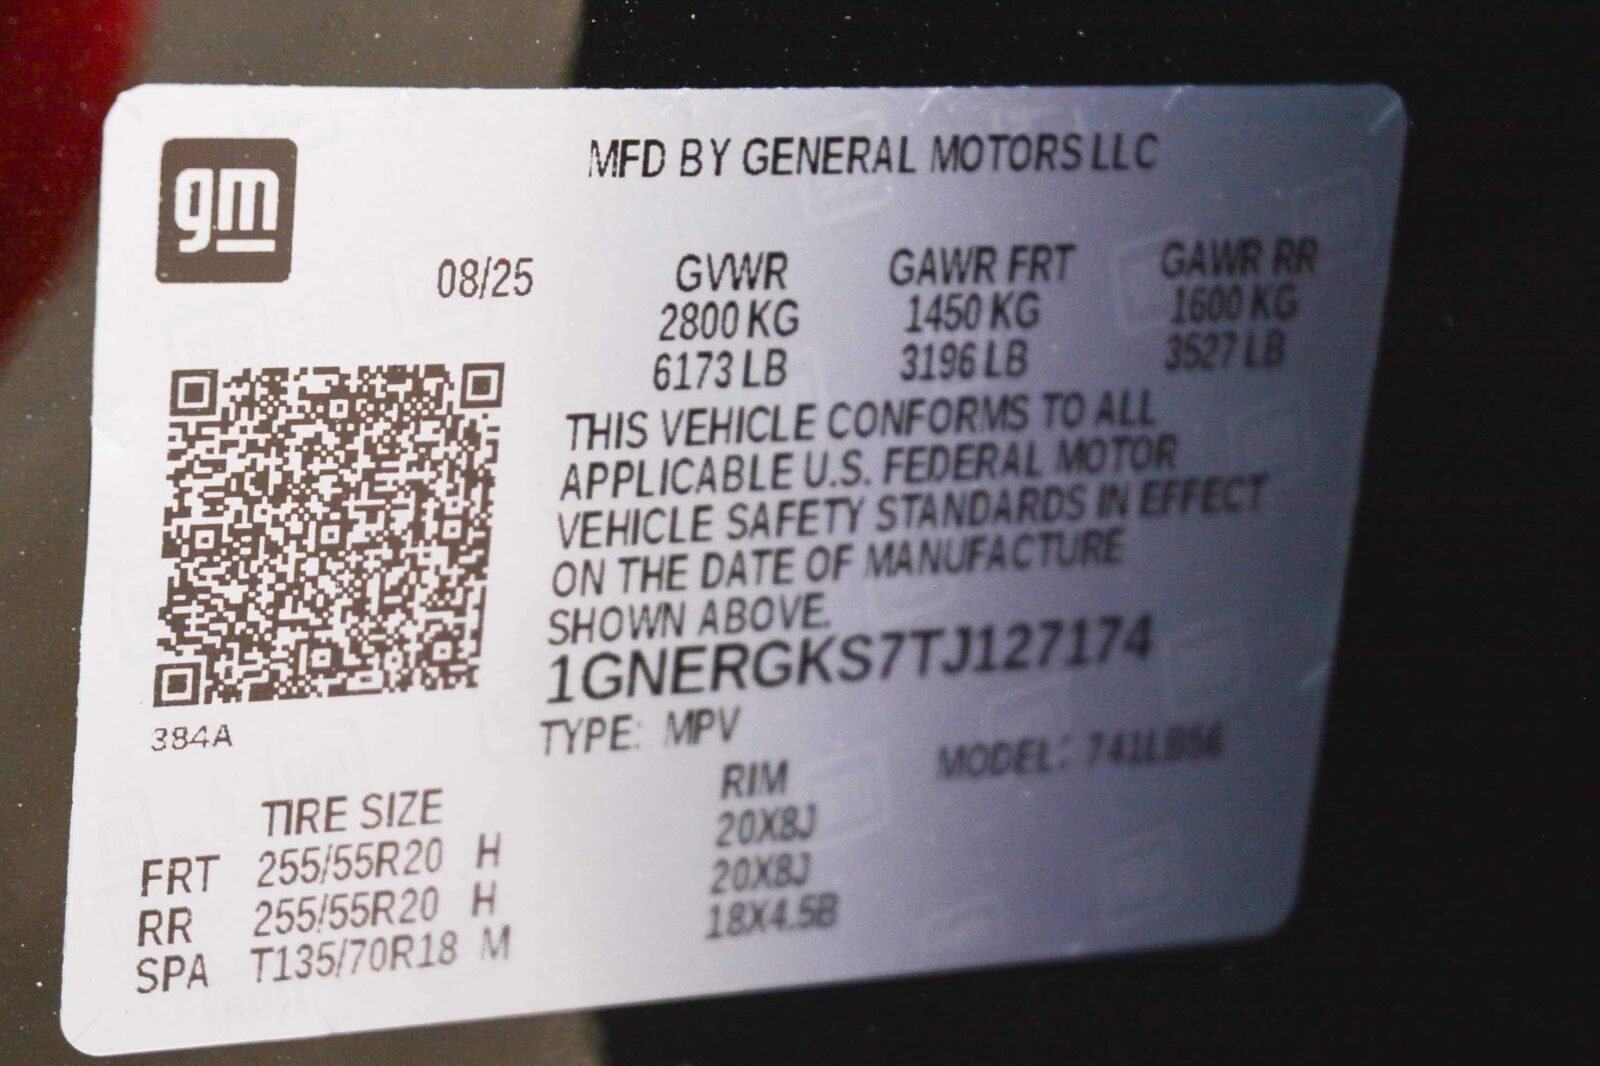 gm
MFD BY GENERAL MOTORS LLC
08/25
GVWR GAWR FRT GAWR RR
2800 KG 1450 KG 1600 KG
6173 LB 3196 LB 3527 LB
THIS VEHICLE CONFORMS TO ALL
APPLICABLE U.S. FEDERAL MOTOR
VEHICLE SAFETY STANDARDS IN EFFECT
ON THE DATE OF MANUFACTURE
SHOWN ABOVE.
1GNERGKS7TJ127174
384A
TYPE: MPV MODEL: 741LB56
TIRE SIZE RIM
FRT 255/55R20 H 20X8J
RR 255/55R20 H 20X8J
SPA T135/70R18 M 18X4.5B